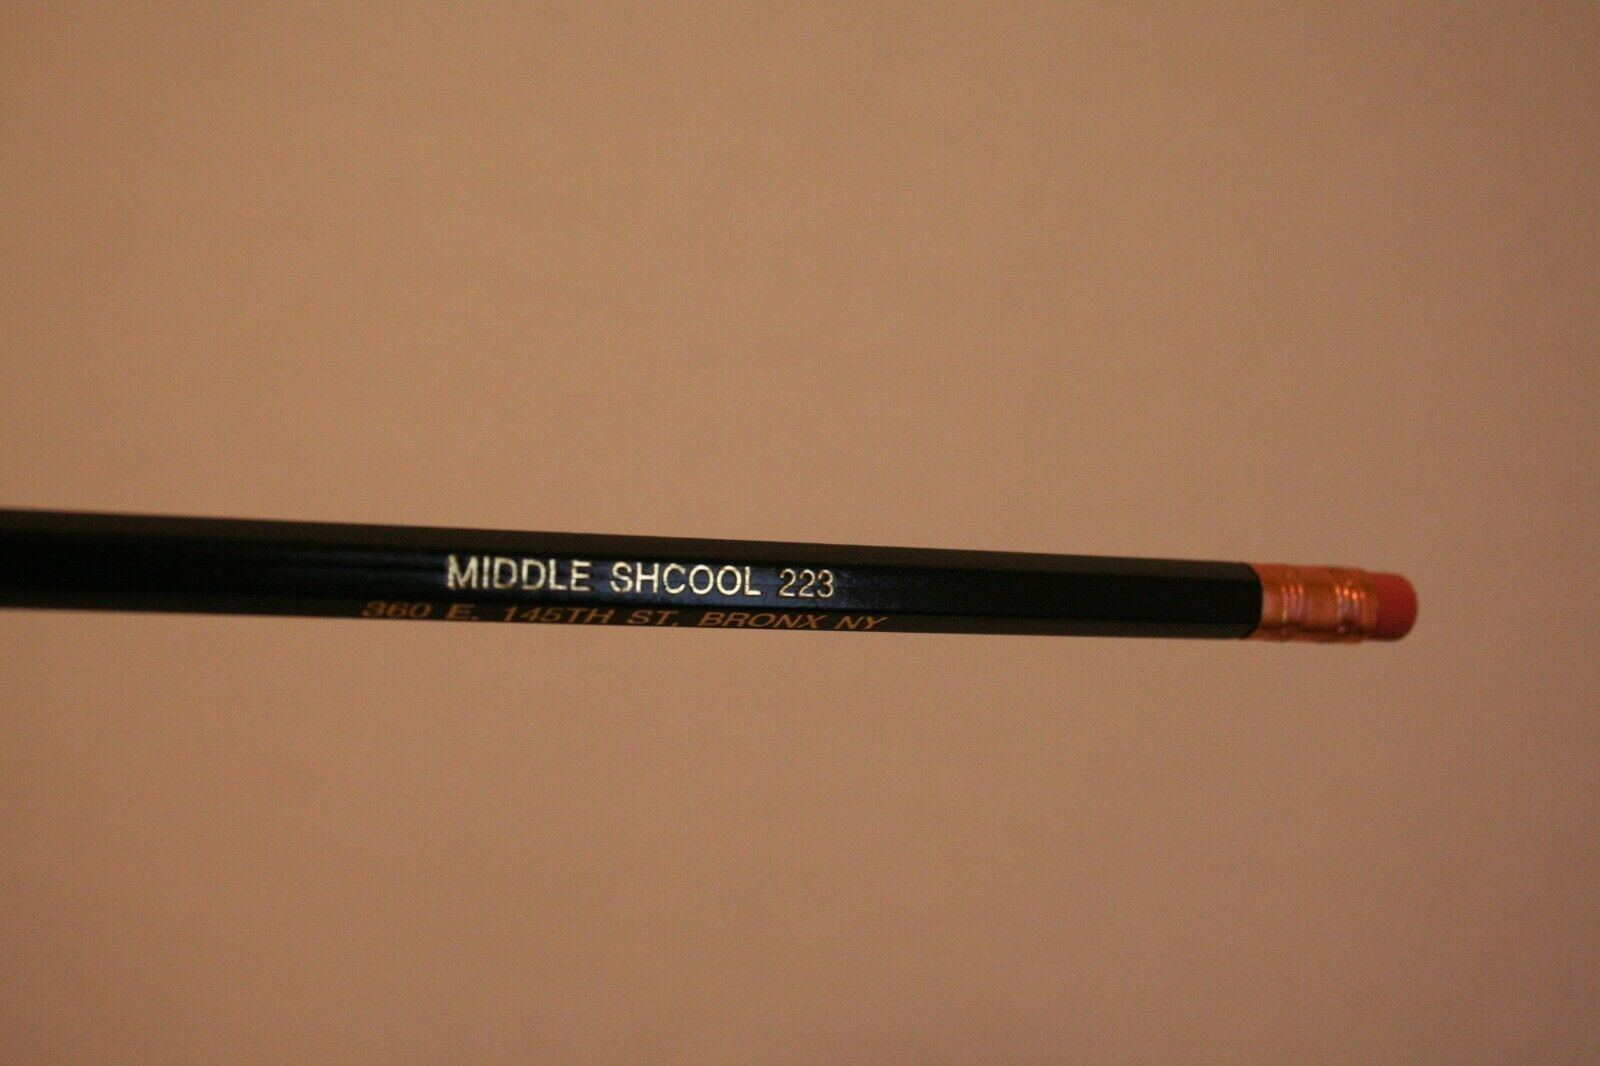 MIDDLE SHCOOL 223
360 E. 145TH ST, BRONX NY